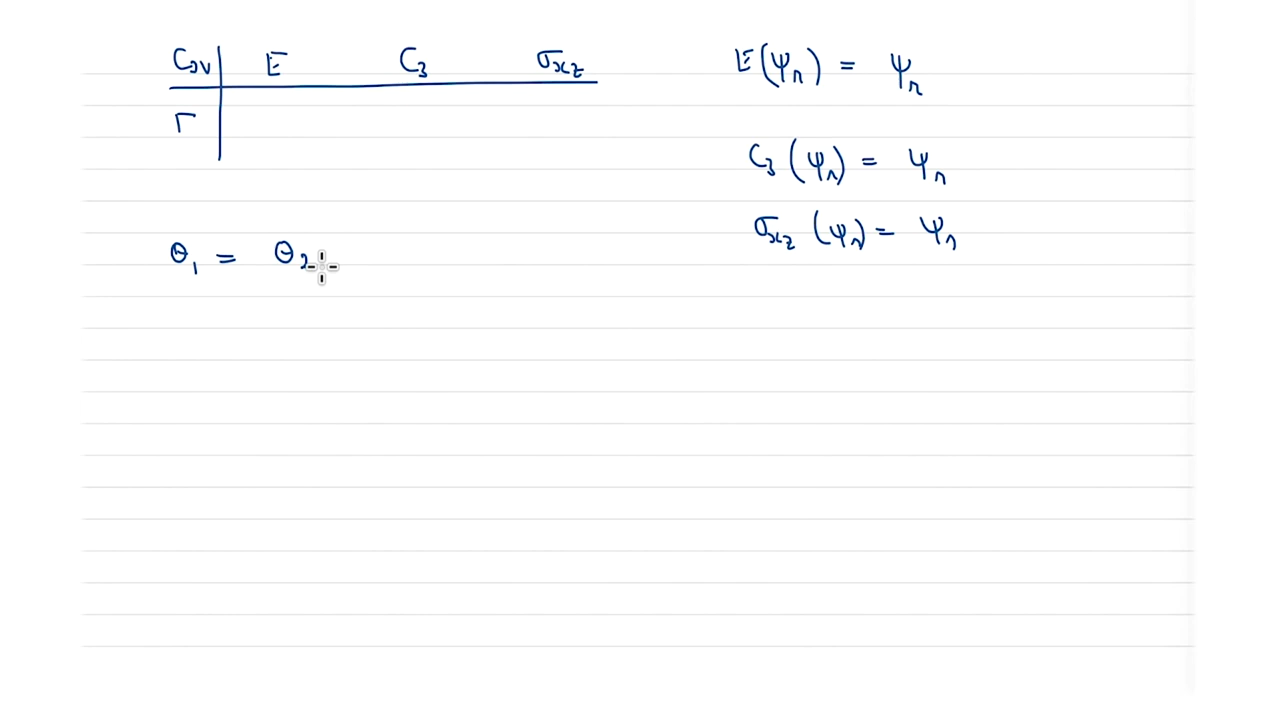 C₃ᵥ E C₃ σxz
Γ
E(ψₙ) = ψₙ
C₃(ψₙ) = ψₙ
σxz(ψₙ) = ψₙ
θ₁ = θ₂